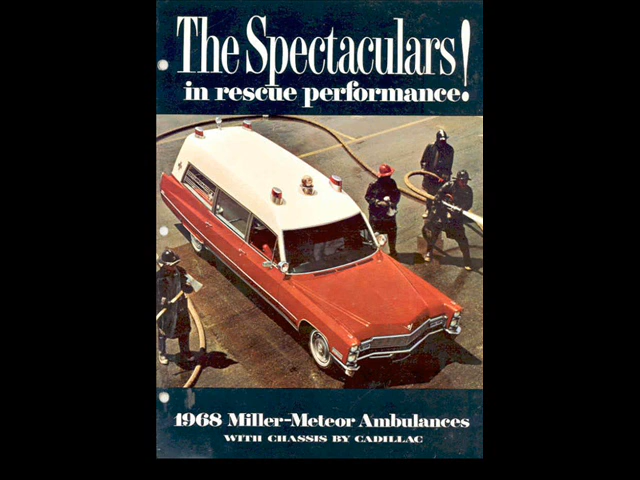 The Spectaculars!
in rescue performance!
1968 Miller-Meteor Ambulances
WITH CHASSIS BY CADILLAC